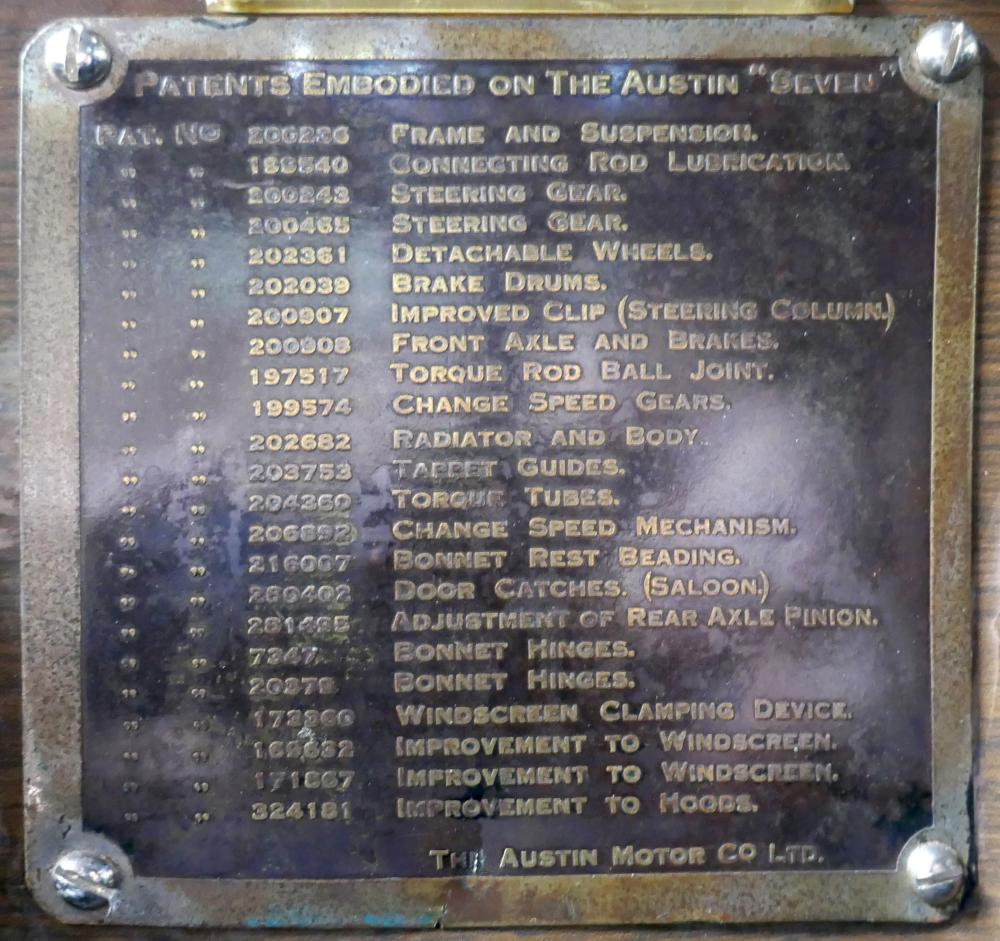 PATENTS EMBODIED ON THE AUSTIN "SEVEN"
PAT. NO 200236 FRAME AND SUSPENSION.
„ „ CONNECTING ROD LUBRICATION.
„ „ 200243 STEERING GEAR.
„ „ 200465 STEERING GEAR.
„ „ 202361 DETACHABLE WHEELS.
„ „ 202039 BRAKE DRUMS.
„ „ 200907 IMPROVED CLIP (STEERING COLUMN.)
„ „ 200908 FRONT AXLE AND BRAKES.
„ „ 197517 TORQUE ROD BALL JOINT.
„ „ 199574 CHANGE SPEED GEARS.
„ „ 202682 RADIATOR AND BODY.
„ „ 203753 TAPPET GUIDES.
„ „ 204360 TORQUE TUBES.
„ „ 206892 CHANGE SPEED MECHANISM.
„ „ 216007 BONNET REST BEADING.
„ „ 280402 DOOR CATCHES. (SALOON.)
„ „ 281495 ADJUSTMENT OF REAR AXLE PINION.
„ „ BONNET HINGES.
„ „ BONNET HINGES.
„ „ WINDSCREEN CLAMPING DEVICE.
„ „ IMPROVEMENT TO WINDSCREEN.
„ „ 171867 IMPROVEMENT TO WINDSCREEN.
„ „ 324181 IMPROVEMENT TO HOODS.
THE AUSTIN MOTOR CO LTD.